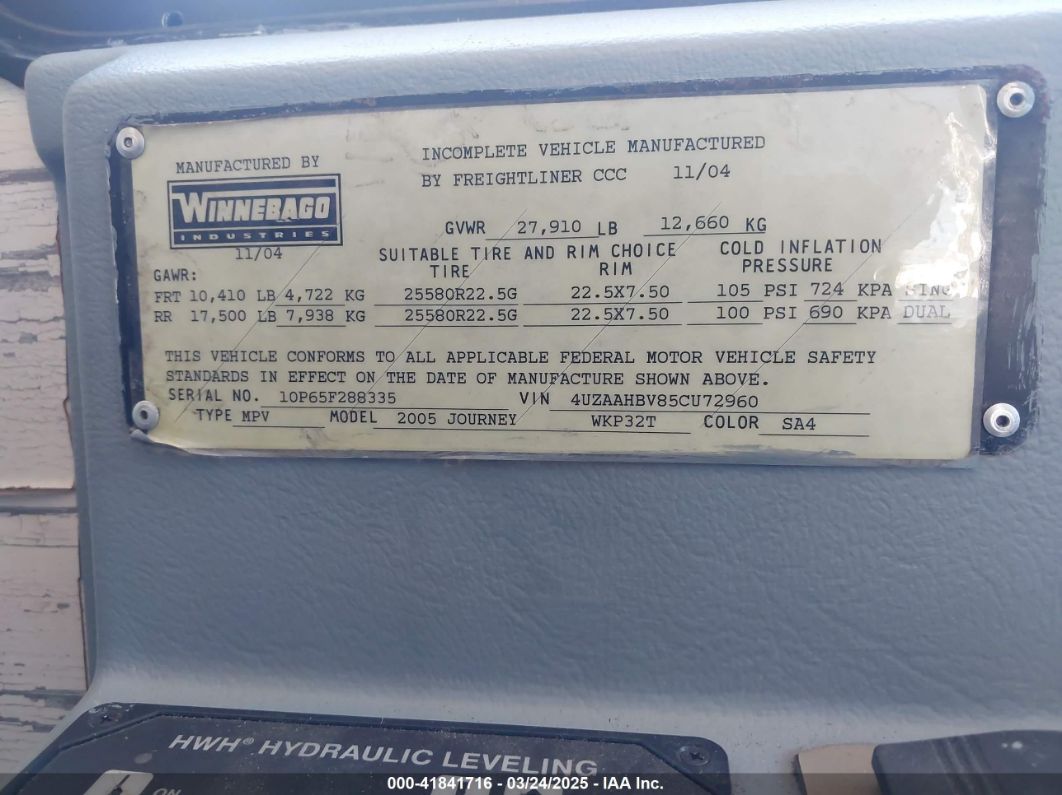 MANUFACTURED BY
WINNEBAGO
INDUSTRIES
11/04
INCOMPLETE VEHICLE MANUFACTURED
BY FREIGHTLINER CCC 11/04
GVWR 27,910 LB 12,660 KG
SUITABLE TIRE AND RIM CHOICE COLD INFLATION
TIRE RIM PRESSURE
GAWR:
FRT 10,410 LB 4,722 KG 25580R22.5G 22.5X7.50 105 PSI 724 KPA SING
RR 17,500 LB 7,938 KG 25580R22.5G 22.5X7.50 100 PSI 690 KPA DUAL
THIS VEHICLE CONFORMS TO ALL APPLICABLE FEDERAL MOTOR VEHICLE SAFETY
STANDARDS IN EFFECT ON THE DATE OF MANUFACTURE SHOWN ABOVE.
SERIAL NO. 10P65F288335 VIN 4UZAAHBV85CU72960
TYPE MPV MODEL 2005 JOURNEY WKP32T COLOR SA4
HWH® HYDRAULIC LEVELING
ON
000-41841716 - 03/24/2025 - IAA Inc.